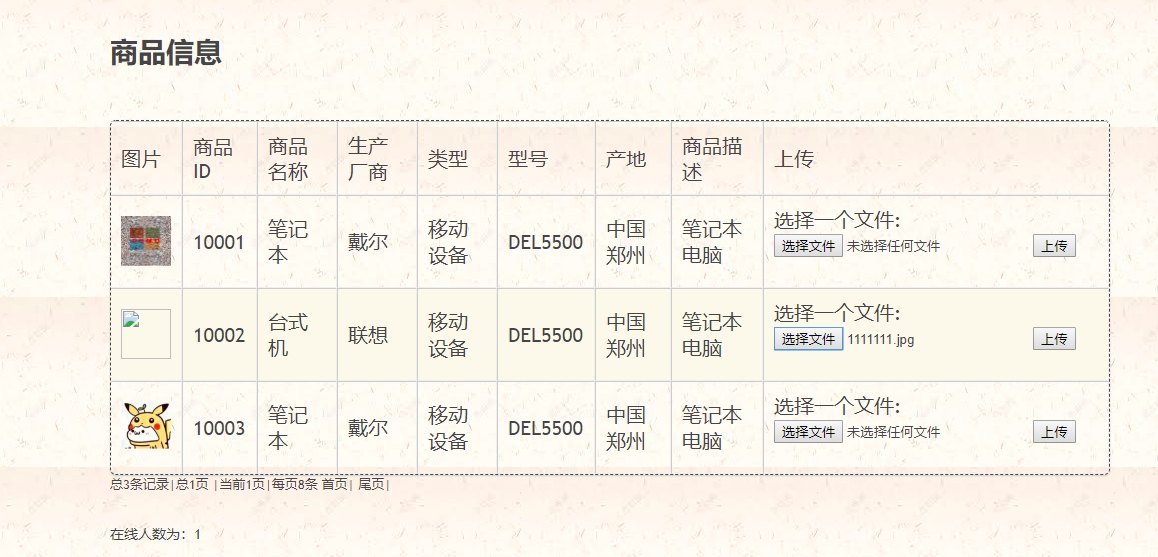 商品信息
图片 商品ID 商品名称 生产厂商 类型 型号 产地 商品描述 上传
选择一个文件:
10001 笔记本 戴尔 移动设备 DEL5500 中国郑州 笔记本电脑 选择文件 未选择任何文件 上传
选择一个文件:
10002 台式机 联想 移动设备 DEL5500 中国郑州 笔记本电脑 选择文件 1111111.jpg 上传
选择一个文件:
10003 笔记本 戴尔 移动设备 DEL5500 中国郑州 笔记本电脑 选择文件 未选择任何文件 上传
总3条记录|总1页 |当前1页|每页8条 首页| 尾页|
在线人数为：1